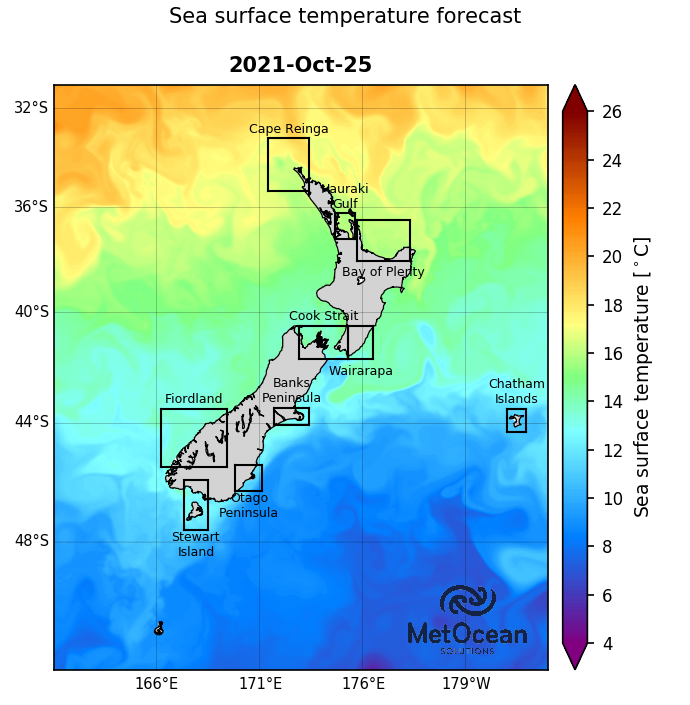 Sea surface temperature forecast
2021-Oct-25
32°S
36°S
40°S
44°S
48°S
Cape Reinga
Hauraki
Gulf
Bay of Plenty
Cook Strait
Wairarapa
Banks
Peninsula
Fiordland
Chatham
Islands
Otago
Peninsula
Stewart
Island
MetOcean
SOLUTIONS
166°E
171°E
176°E
179°W
26
24
22
20
18
16
14
12
10
8
6
4
Sea surface temperature [°C]